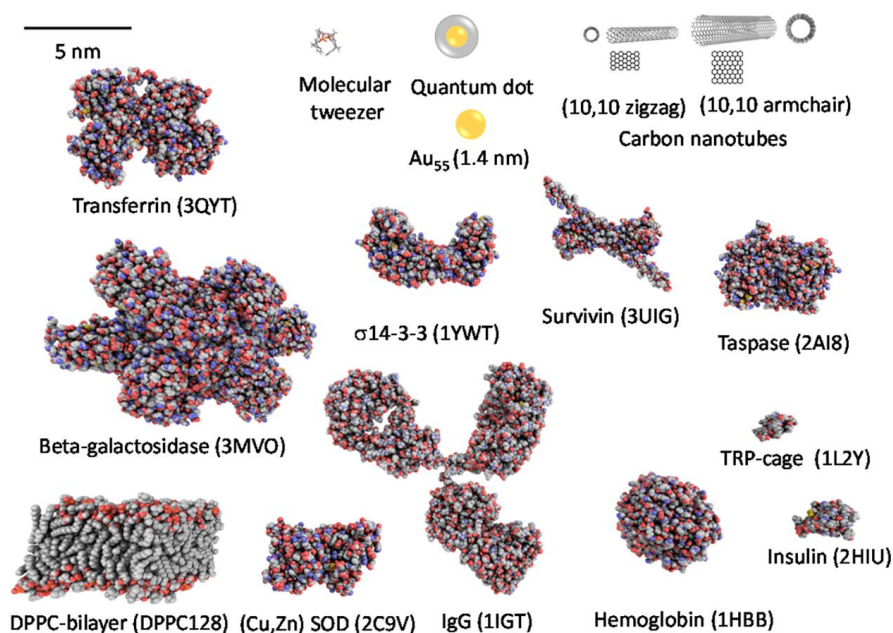 5 nm
Molecular
tweezer
Quantum dot
Au₅₅ (1.4 nm)
(10,10 zigzag)
(10,10 armchair)
Carbon nanotubes
Transferrin (3QYT)
σ14-3-3 (1YWT)
Survivin (3UIG)
Taspase (2AI8)
Beta-galactosidase (3MVO)
TRP-cage (1L2Y)
Insulin (2HIU)
DPPC-bilayer (DPPC128)
(Cu,Zn) SOD (2C9V)
IgG (1IGT)
Hemoglobin (1HBB)